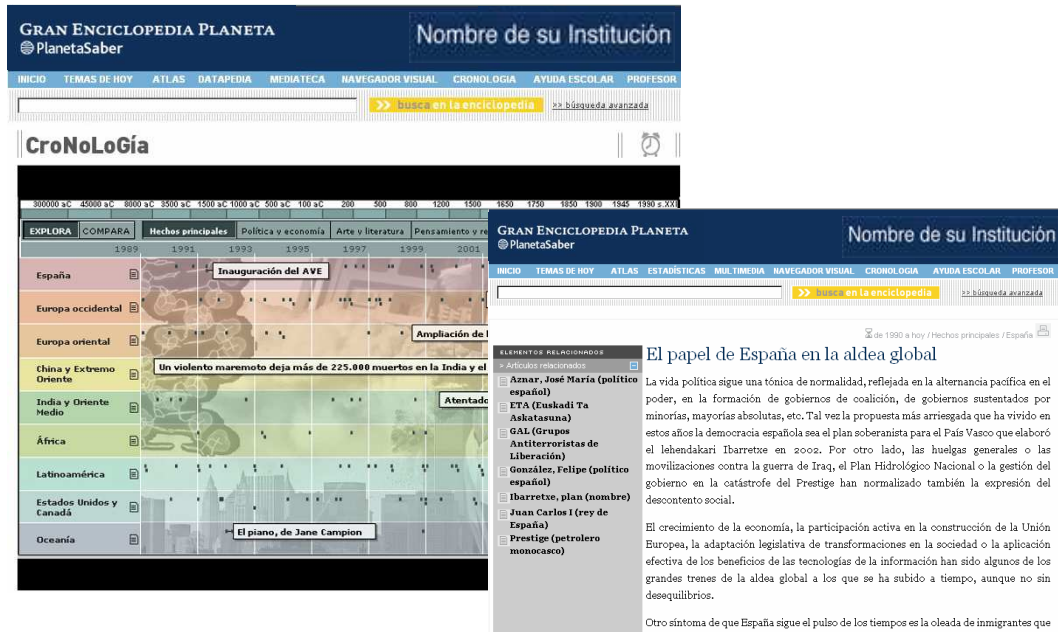 GRAN ENCICLOPEDIA PLANETA
PlanetaSaber
Nombre de su Institución
INICIO TEMAS DE HOY ATLAS DATAPEDIA MEDIATECA NAVEGADOR VISUAL CRONOLOGIA AYUDA ESCOLAR PROFESOR
>> busca en la enciclopedia >> búsqueda avanzada
CroNoLoGía
300000 aC 45000 aC 8000 aC 3500 aC 1500 aC 1000 aC 500 aC 100 aC 200 500 800 1200 1500 1650 1750 1850 1900 1945 1990 s.XXI
EXPLORA COMPARA Hechos principales Política y economía Arte y literatura Pensamiento y re
1989 1991 1993 1995 1997 1999 2001
España
Inauguración del AVE
Europa occidental
Europa oriental
Ampliación de l
China y Extremo
Oriente
Un violento maremoto deja más de 225.000 muertos en la India y el
India y Oriente
Medio
Atentado
África
Latinoamérica
Estados Unidos y
Canadá
Oceanía
El piano, de Jane Campion
GRAN ENCICLOPEDIA PLANETA
PlanetaSaber
Nombre de su Institución
INICIO TEMAS DE HOY ATLAS ESTADÍSTICAS MULTIMEDIA NAVEGADOR VISUAL CRONOLOGIA AYUDA ESCOLAR PROFESOR
>> busca en la enciclopedia >> búsqueda avanzada
de 1990 a hoy / Hechos principales / España
ELEMENTOS RELACIONADOS
> Artículos relacionados
Aznar, José María (político
español)
ETA (Euskadi Ta
Askatasuna)
GAL (Grupos
Antiterroristas de
Liberación)
González, Felipe (político
español)
Ibarretxe, plan (nombre)
Juan Carlos I (rey de
España)
Prestige (petrolero
monocasco)
El papel de España en la aldea global
La vida política sigue una tónica de normalidad, reflejada en la alternancia pacífica en el
poder, en la formación de gobiernos de coalición, de gobiernos sustentados por
minorías, mayorías absolutas, etc. Tal vez la propuesta más arriesgada que ha vivido en
estos años la democracia española sea el plan soberanista para el País Vasco que elaboró
el lehendakari Ibarretxe en 2002. Por otro lado, las huelgas generales o las
movilizaciones contra la guerra de Iraq, el Plan Hidrológico Nacional o la gestión del
gobierno en la catástrofe del Prestige han normalizado también la expresión del
descontento social.
El crecimiento de la economía, la participación activa en la construcción de la Unión
Europea, la adaptación legislativa de transformaciones en la sociedad o la aplicación
efectiva de los beneficios de las tecnologías de la información han sido algunos de los
grandes trenes de la aldea global a los que se ha subido a tiempo, aunque no sin
desequilibrios.
Otro síntoma de que España sigue el pulso de los tiempos es la oleada de inmigrantes que